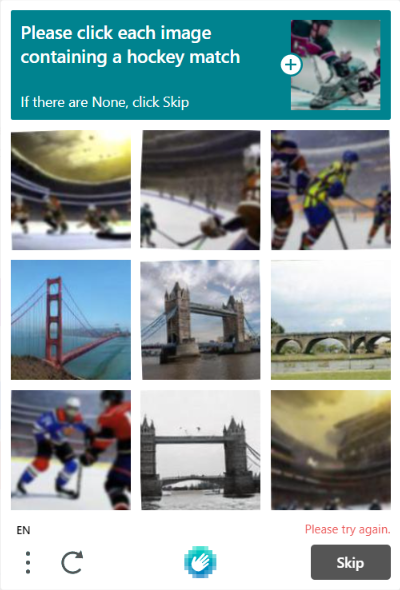 Please click each image
containing a hockey match
If there are None, click Skip
EN
Please try again.
Skip